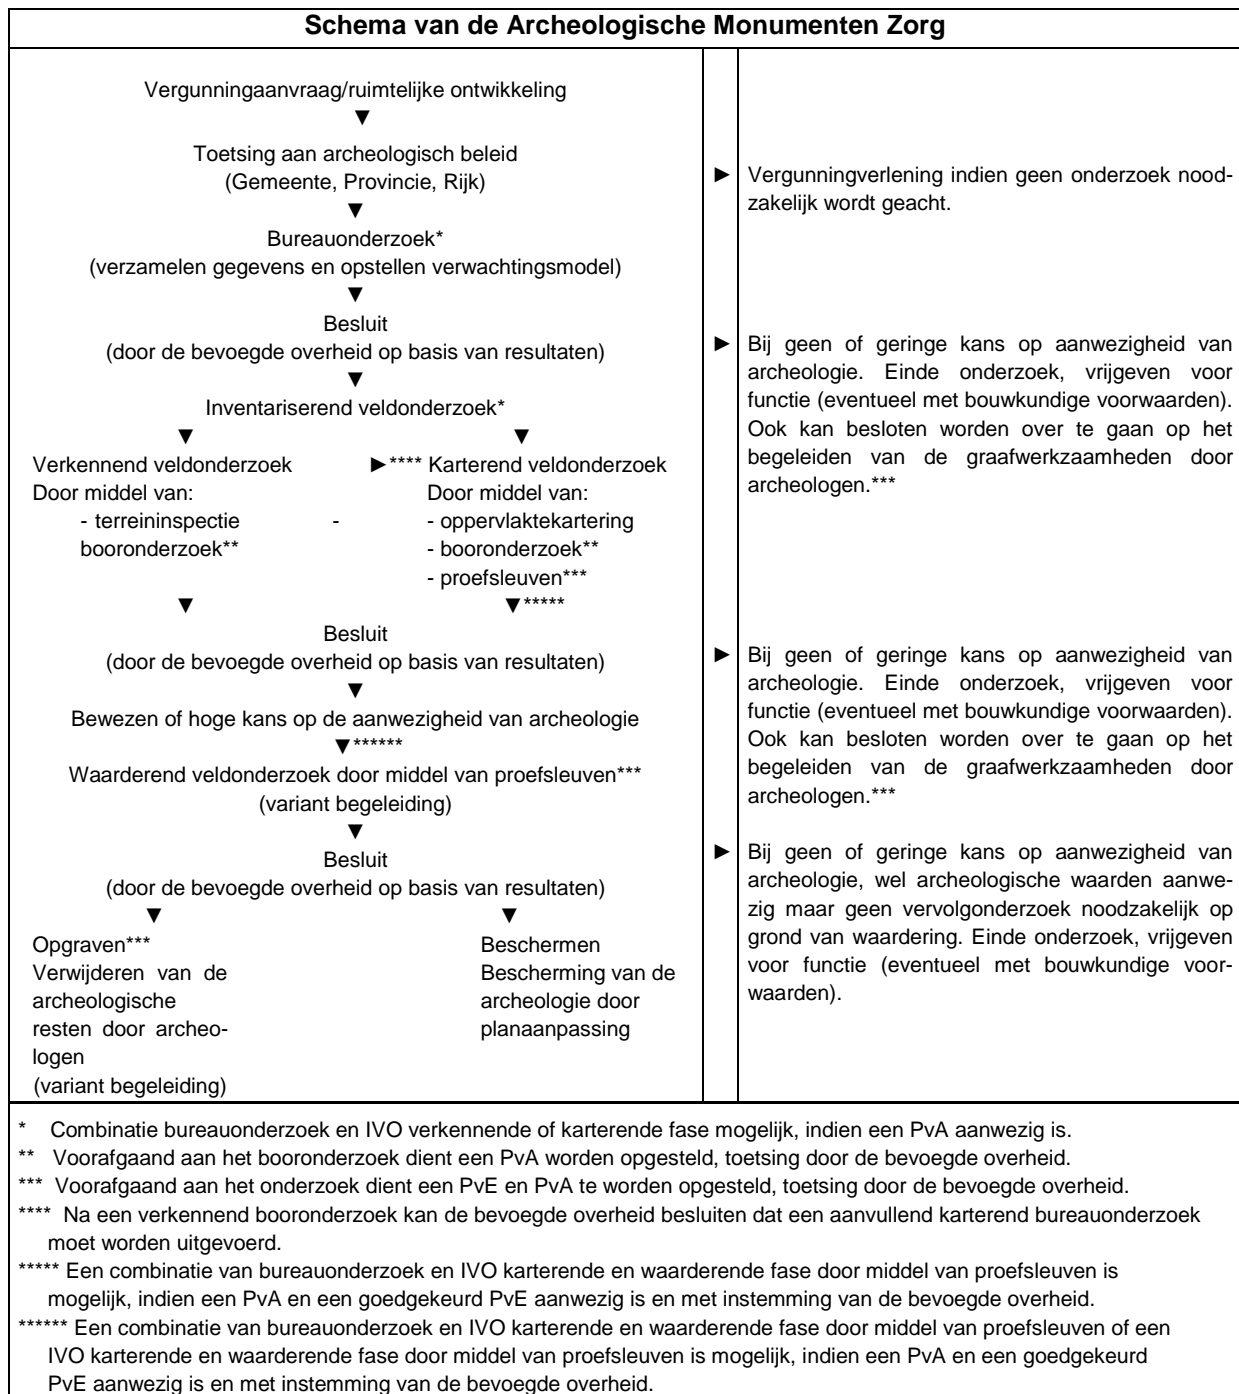 Schema van de Archeologische Monumenten Zorg
Vergunningaanvraag/ruimtelijke ontwikkeling
▼
Toetsing aan archeologisch beleid
(Gemeente, Provincie, Rijk)
▼
Bureauonderzoek*
(verzamelen gegevens en opstellen verwachtingsmodel)
▼
Besluit
(door de bevoegde overheid op basis van resultaten)
▼
Inventariserend veldonderzoek*
▼ ▼
Verkennend veldonderzoek ►**** Karterend veldonderzoek
Door middel van: Door middel van:
- terreininspectie - - oppervlaktekartering
booronderzoek** - booronderzoek**
- proefsleuven***
▼ ▼*****
Besluit
(door de bevoegde overheid op basis van resultaten)
▼
Bewezen of hoge kans op de aanwezigheid van archeologie
▼******
Waarderend veldonderzoek door middel van proefsleuven***
(variant begeleiding)
▼
Besluit
(door de bevoegde overheid op basis van resultaten)
▼ ▼
Opgraven***
Verwijderen van de
archeologische
resten door archeo-
logen
(variant begeleiding)
Beschermen
Bescherming van de
archeologie door
planaanpassing
► Vergunningverlening indien geen onderzoek nood-
zakelijk wordt geacht.
► Bij geen of geringe kans op aanwezigheid van
archeologie. Einde onderzoek, vrijgeven voor
functie (eventueel met bouwkundige voorwaarden).
Ook kan besloten worden over te gaan op het
begeleiden van de graafwerkzaamheden door
archeologen.***
► Bij geen of geringe kans op aanwezigheid van
archeologie. Einde onderzoek, vrijgeven voor
functie (eventueel met bouwkundige voorwaarden).
Ook kan besloten worden over te gaan op het
begeleiden van de graafwerkzaamheden door
archeologen.***
► Bij geen of geringe kans op aanwezigheid van
archeologie, wel archeologische waarden aanwe-
zig maar geen vervolgonderzoek noodzakelijk op
grond van waardering. Einde onderzoek, vrijgeven
voor functie (eventueel met bouwkundige voor-
waarden).
* Combinatie bureauonderzoek en IVO verkennende of karterende fase mogelijk, indien een PvA aanwezig is.
** Voorafgaand aan het booronderzoek dient een PvA worden opgesteld, toetsing door de bevoegde overheid.
*** Voorafgaand aan het onderzoek dient een PvE en PvA te worden opgesteld, toetsing door de bevoegde overheid.
**** Na een verkennend booronderzoek kan de bevoegde overheid besluiten dat een aanvullend karterend bureauonderzoek
moet worden uitgevoerd.
***** Een combinatie van bureauonderzoek en IVO karterende en waarderende fase door middel van proefsleuven is
mogelijk, indien een PvA en een goedgekeurd PvE aanwezig is en met instemming van de bevoegde overheid.
****** Een combinatie van bureauonderzoek en IVO karterende en waarderende fase door middel van proefsleuven of een
IVO karterende en waarderende fase door middel van proefsleuven is mogelijk, indien een PvA en een goedgekeurd
PvE aanwezig is en met instemming van de bevoegde overheid.